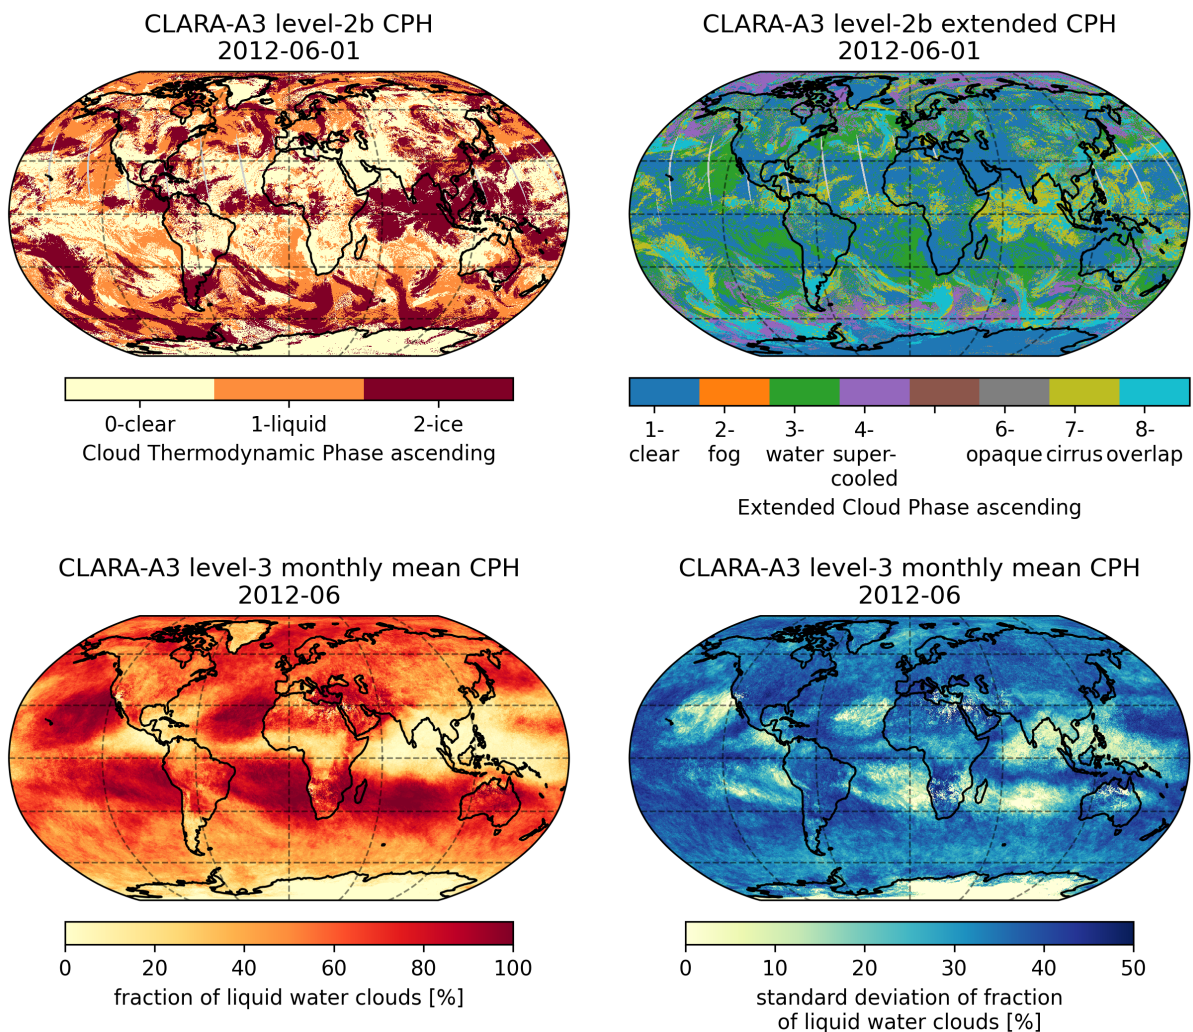 CLARA-A3 level-2b CPH
2012-06-01
CLARA-A3 level-2b extended CPH
2012-06-01
0-clear 1-liquid 2-ice
Cloud Thermodynamic Phase ascending
1- 2- 3- 4- 6- 7- 8-
clear fog water super- opaque cirrus overlap
cooled
Extended Cloud Phase ascending
CLARA-A3 level-3 monthly mean CPH
2012-06
CLARA-A3 level-3 monthly mean CPH
2012-06
0 20 40 60 80 100
fraction of liquid water clouds [%]
0 10 20 30 40 50
standard deviation of fraction
of liquid water clouds [%]